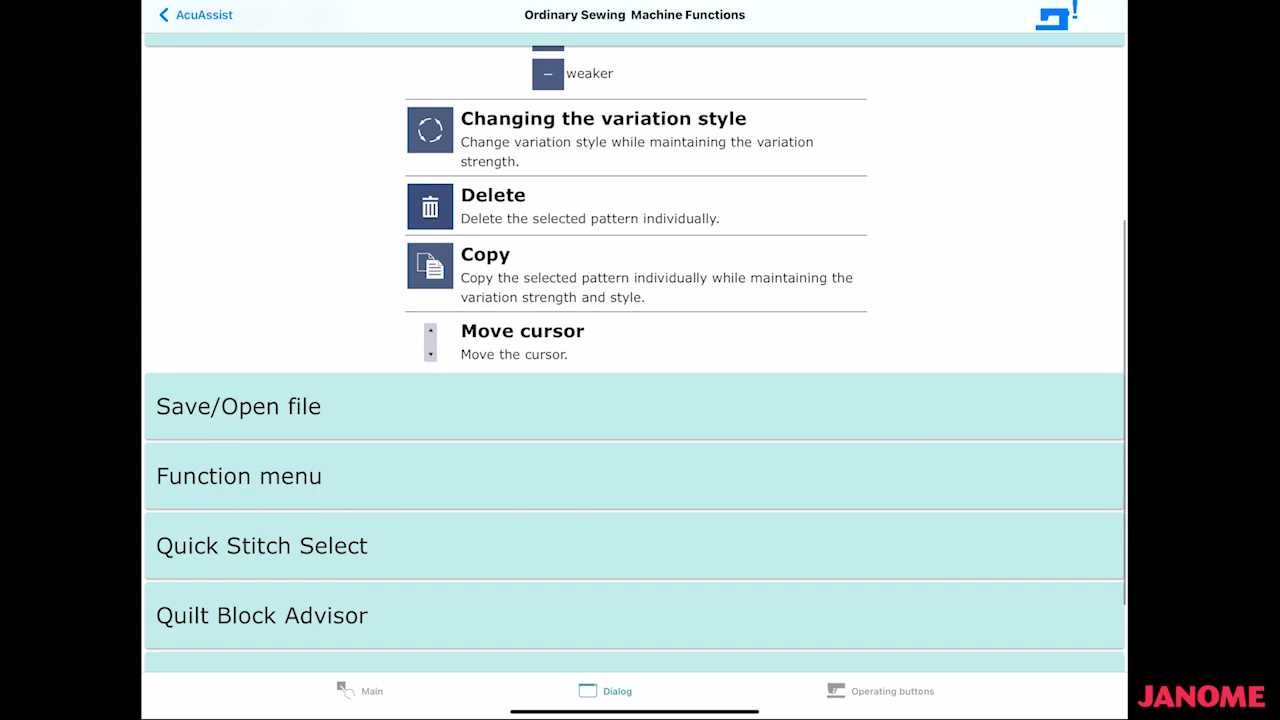 AcuAssist
Ordinary Sewing Machine Functions
weaker
Changing the variation style
Change variation style while maintaining the variation
strength.
Delete
Delete the selected pattern individually.
Copy
Copy the selected pattern individually while maintaining the
variation strength and style.
Move cursor
Move the cursor.
Save/Open file
Function menu
Quick Stitch Select
Quilt Block Advisor
Main
Dialog
Operating buttons
JANOME